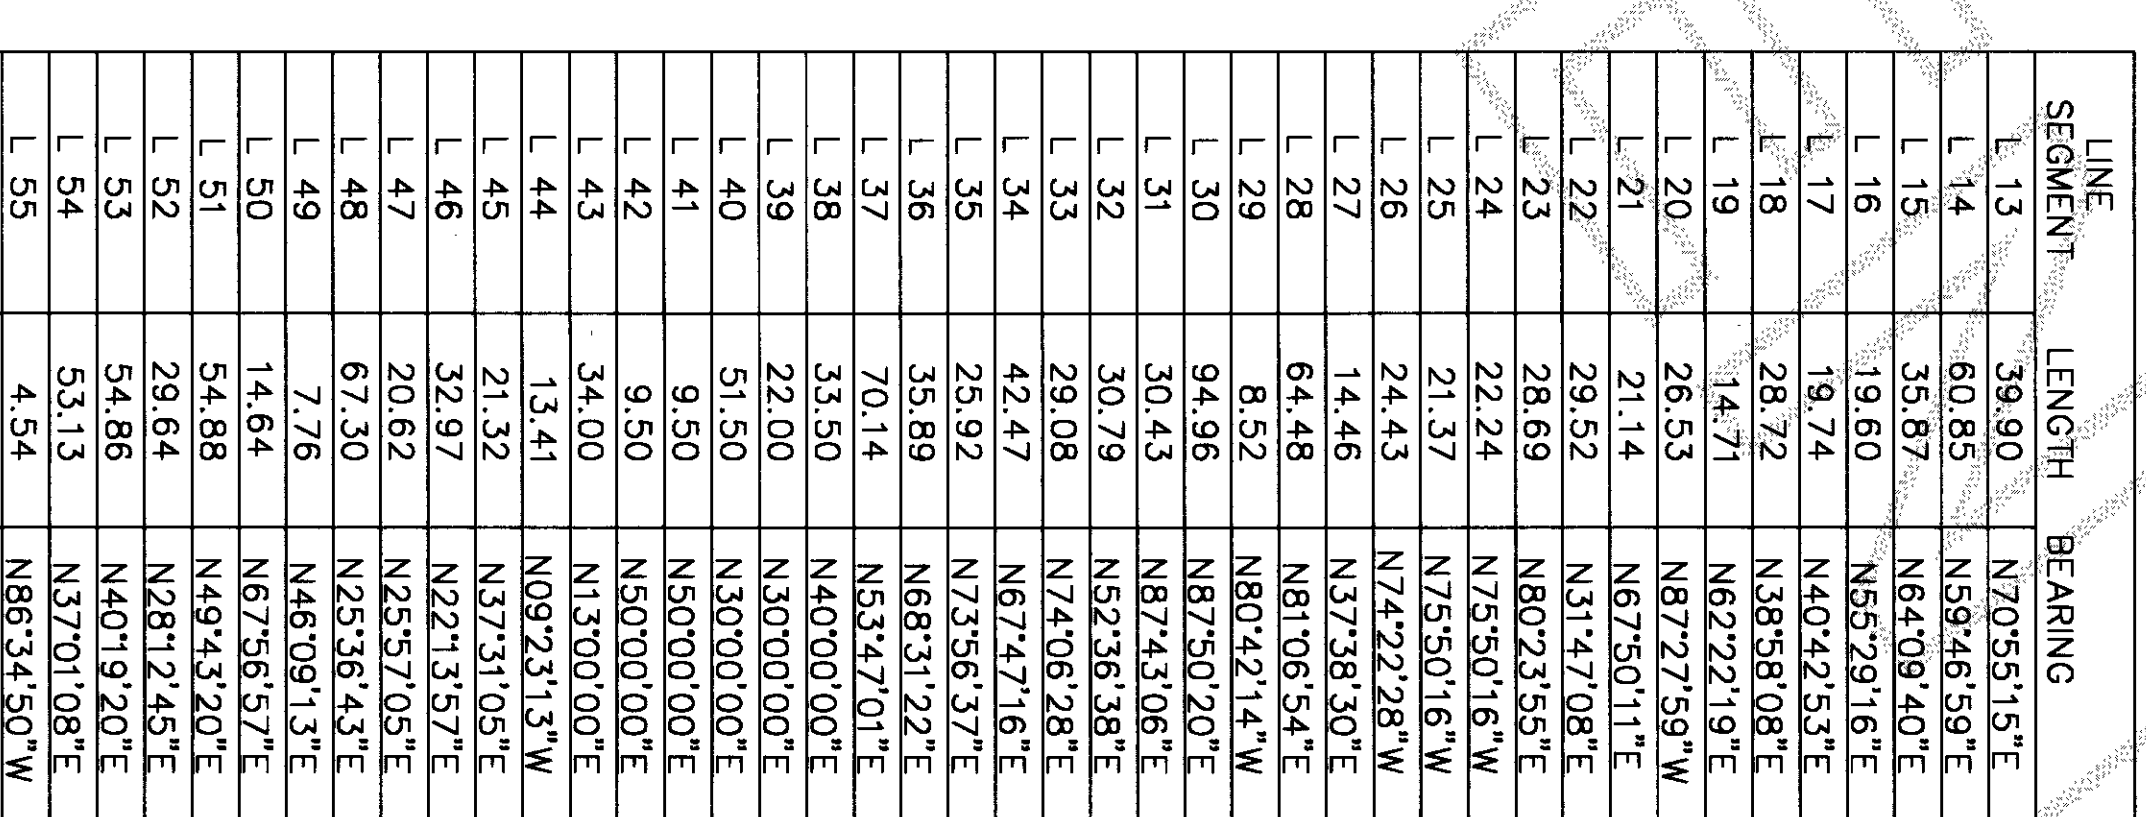 LINE SEGMENT LENGTH BEARING
L 13 39.90 N70°55'15"E
L 14 60.85 N59°46'59"E
L 15 35.87 N64°09'40"E
L 16 19.60 N55°29'16"E
L 17 19.74 N40°42'53"E
L 18 28.72 N38°58'08"E
L 19 14.71 N62°22'19"E
L 20 26.53 N87°27'59"W
L 21 21.14 N67°50'11"E
L 22 29.52 N31°47'08"E
L 23 28.69 N80°23'55"E
L 24 22.24 N75°50'16"W
L 25 21.37 N75°50'16"W
L 26 24.43 N74°22'28"W
L 27 14.46 N37°38'30"E
L 28 64.48 N81°06'54"E
L 29 8.52 N80°42'14"W
L 30 94.96 N87°50'20"E
L 31 30.43 N87°43'06"E
L 32 30.79 N52°36'38"E
L 33 29.08 N74°06'28"E
L 34 42.47 N67°47'16"E
L 35 25.92 N73°56'37"E
L 36 35.89 N68°31'22"E
L 37 70.14 N53°47'01"E
L 38 33.50 N40°00'00"E
L 39 22.00 N30°00'00"E
L 40 51.50 N30°00'00"E
L 41 9.50 N50°00'00"E
L 42 9.50 N50°00'00"E
L 43 34.00 N13°00'00"E
L 44 13.41 N09°23'13"W
L 45 21.32 N37°31'05"E
L 46 32.97 N22°13'57"E
L 47 20.62 N25°57'05"E
L 48 67.30 N25°36'43"E
L 49 7.76 N46°09'13"E
L 50 14.64 N67°56'57"E
L 51 54.88 N49°43'20"E
L 52 29.64 N28°12'45"E
L 53 54.86 N40°19'20"E
L 54 53.13 N37°01'08"E
L 55 4.54 N86°34'50"W